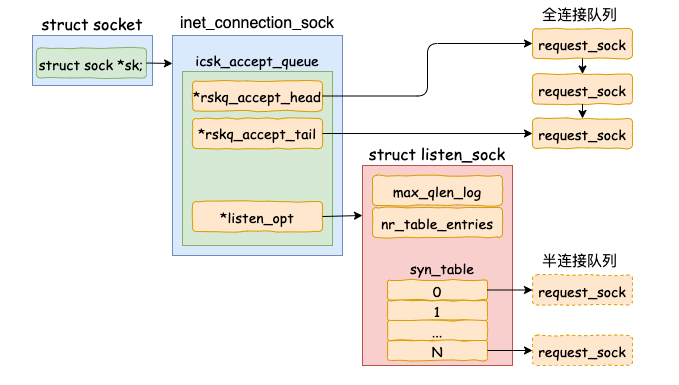 struct socket
struct sock *sk;
inet_connection_sock
icsk_accept_queue
*rskq_accept_head
*rskq_accept_tail
*listen_opt
全连接队列
request_sock
request_sock
request_sock
struct listen_sock
max_qlen_log
nr_table_entries
syn_table
0
1
...
N
半连接队列
request_sock
request_sock